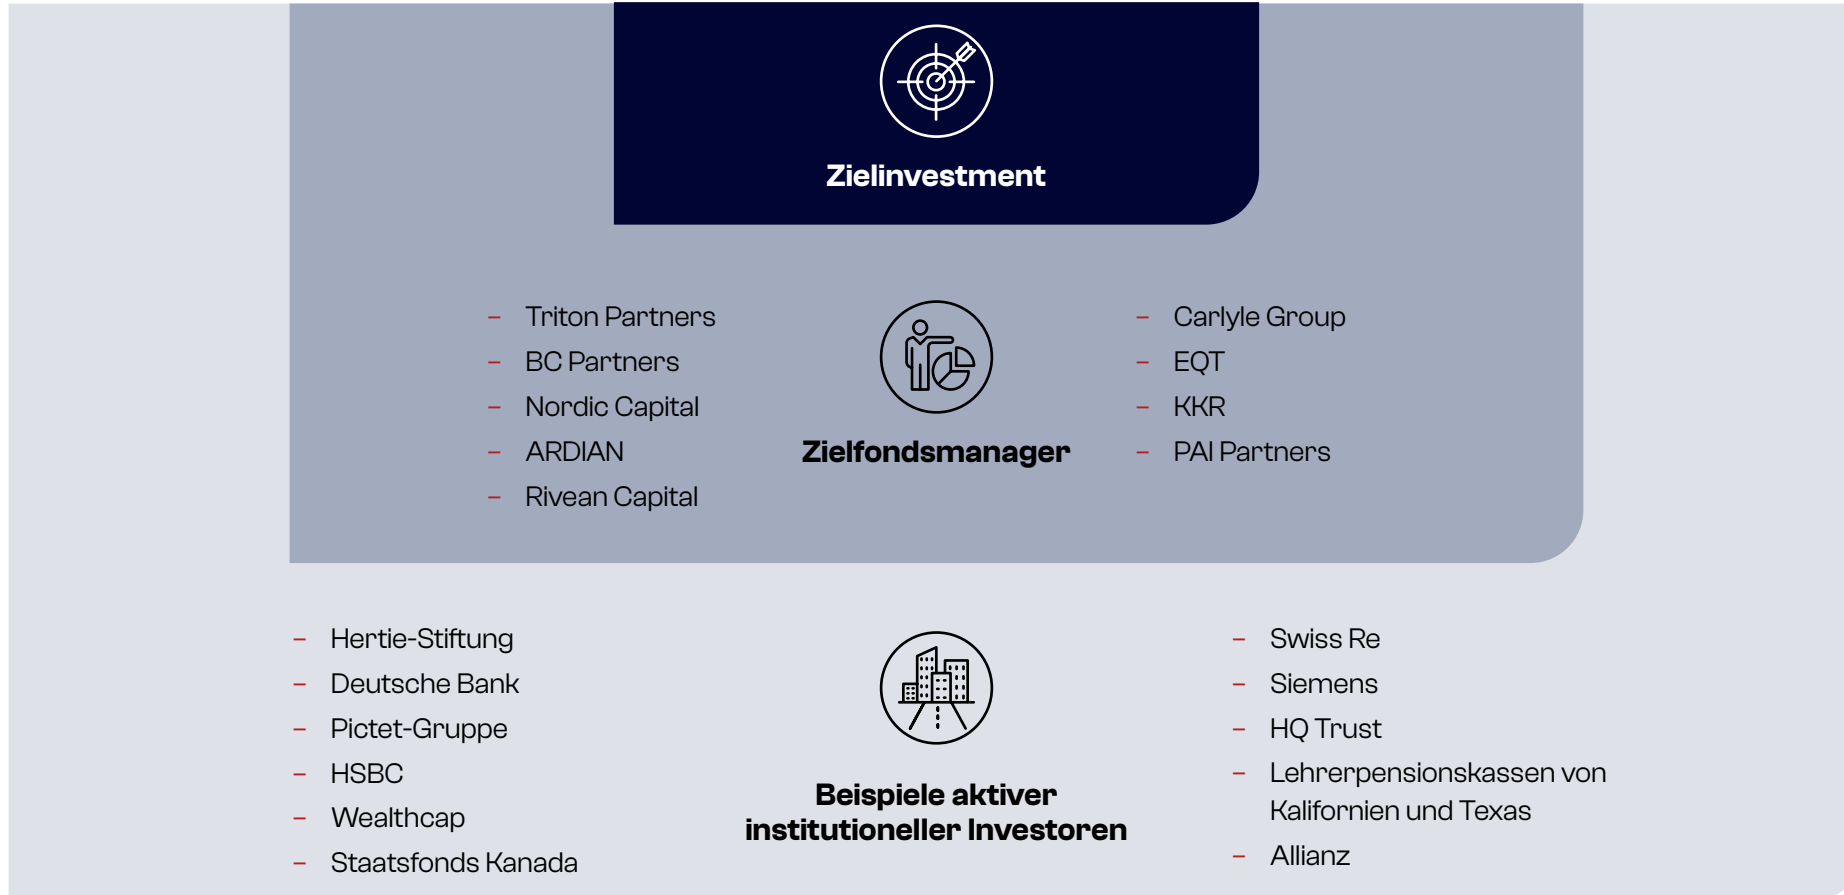 Zielinvestment
– Triton Partners
– BC Partners
– Nordic Capital
– ARDIAN
– Rivean Capital
Zielfondsmanager
– Carlyle Group
– EQT
– KKR
– PAI Partners
– Hertie-Stiftung
– Deutsche Bank
– Pictet-Gruppe
– HSBC
– Wealthcap
– Staatsfonds Kanada
Beispiele aktiver
institutioneller Investoren
– Swiss Re
– Siemens
– HQ Trust
– Lehrerpensionskassen von
Kalifornien und Texas
– Allianz